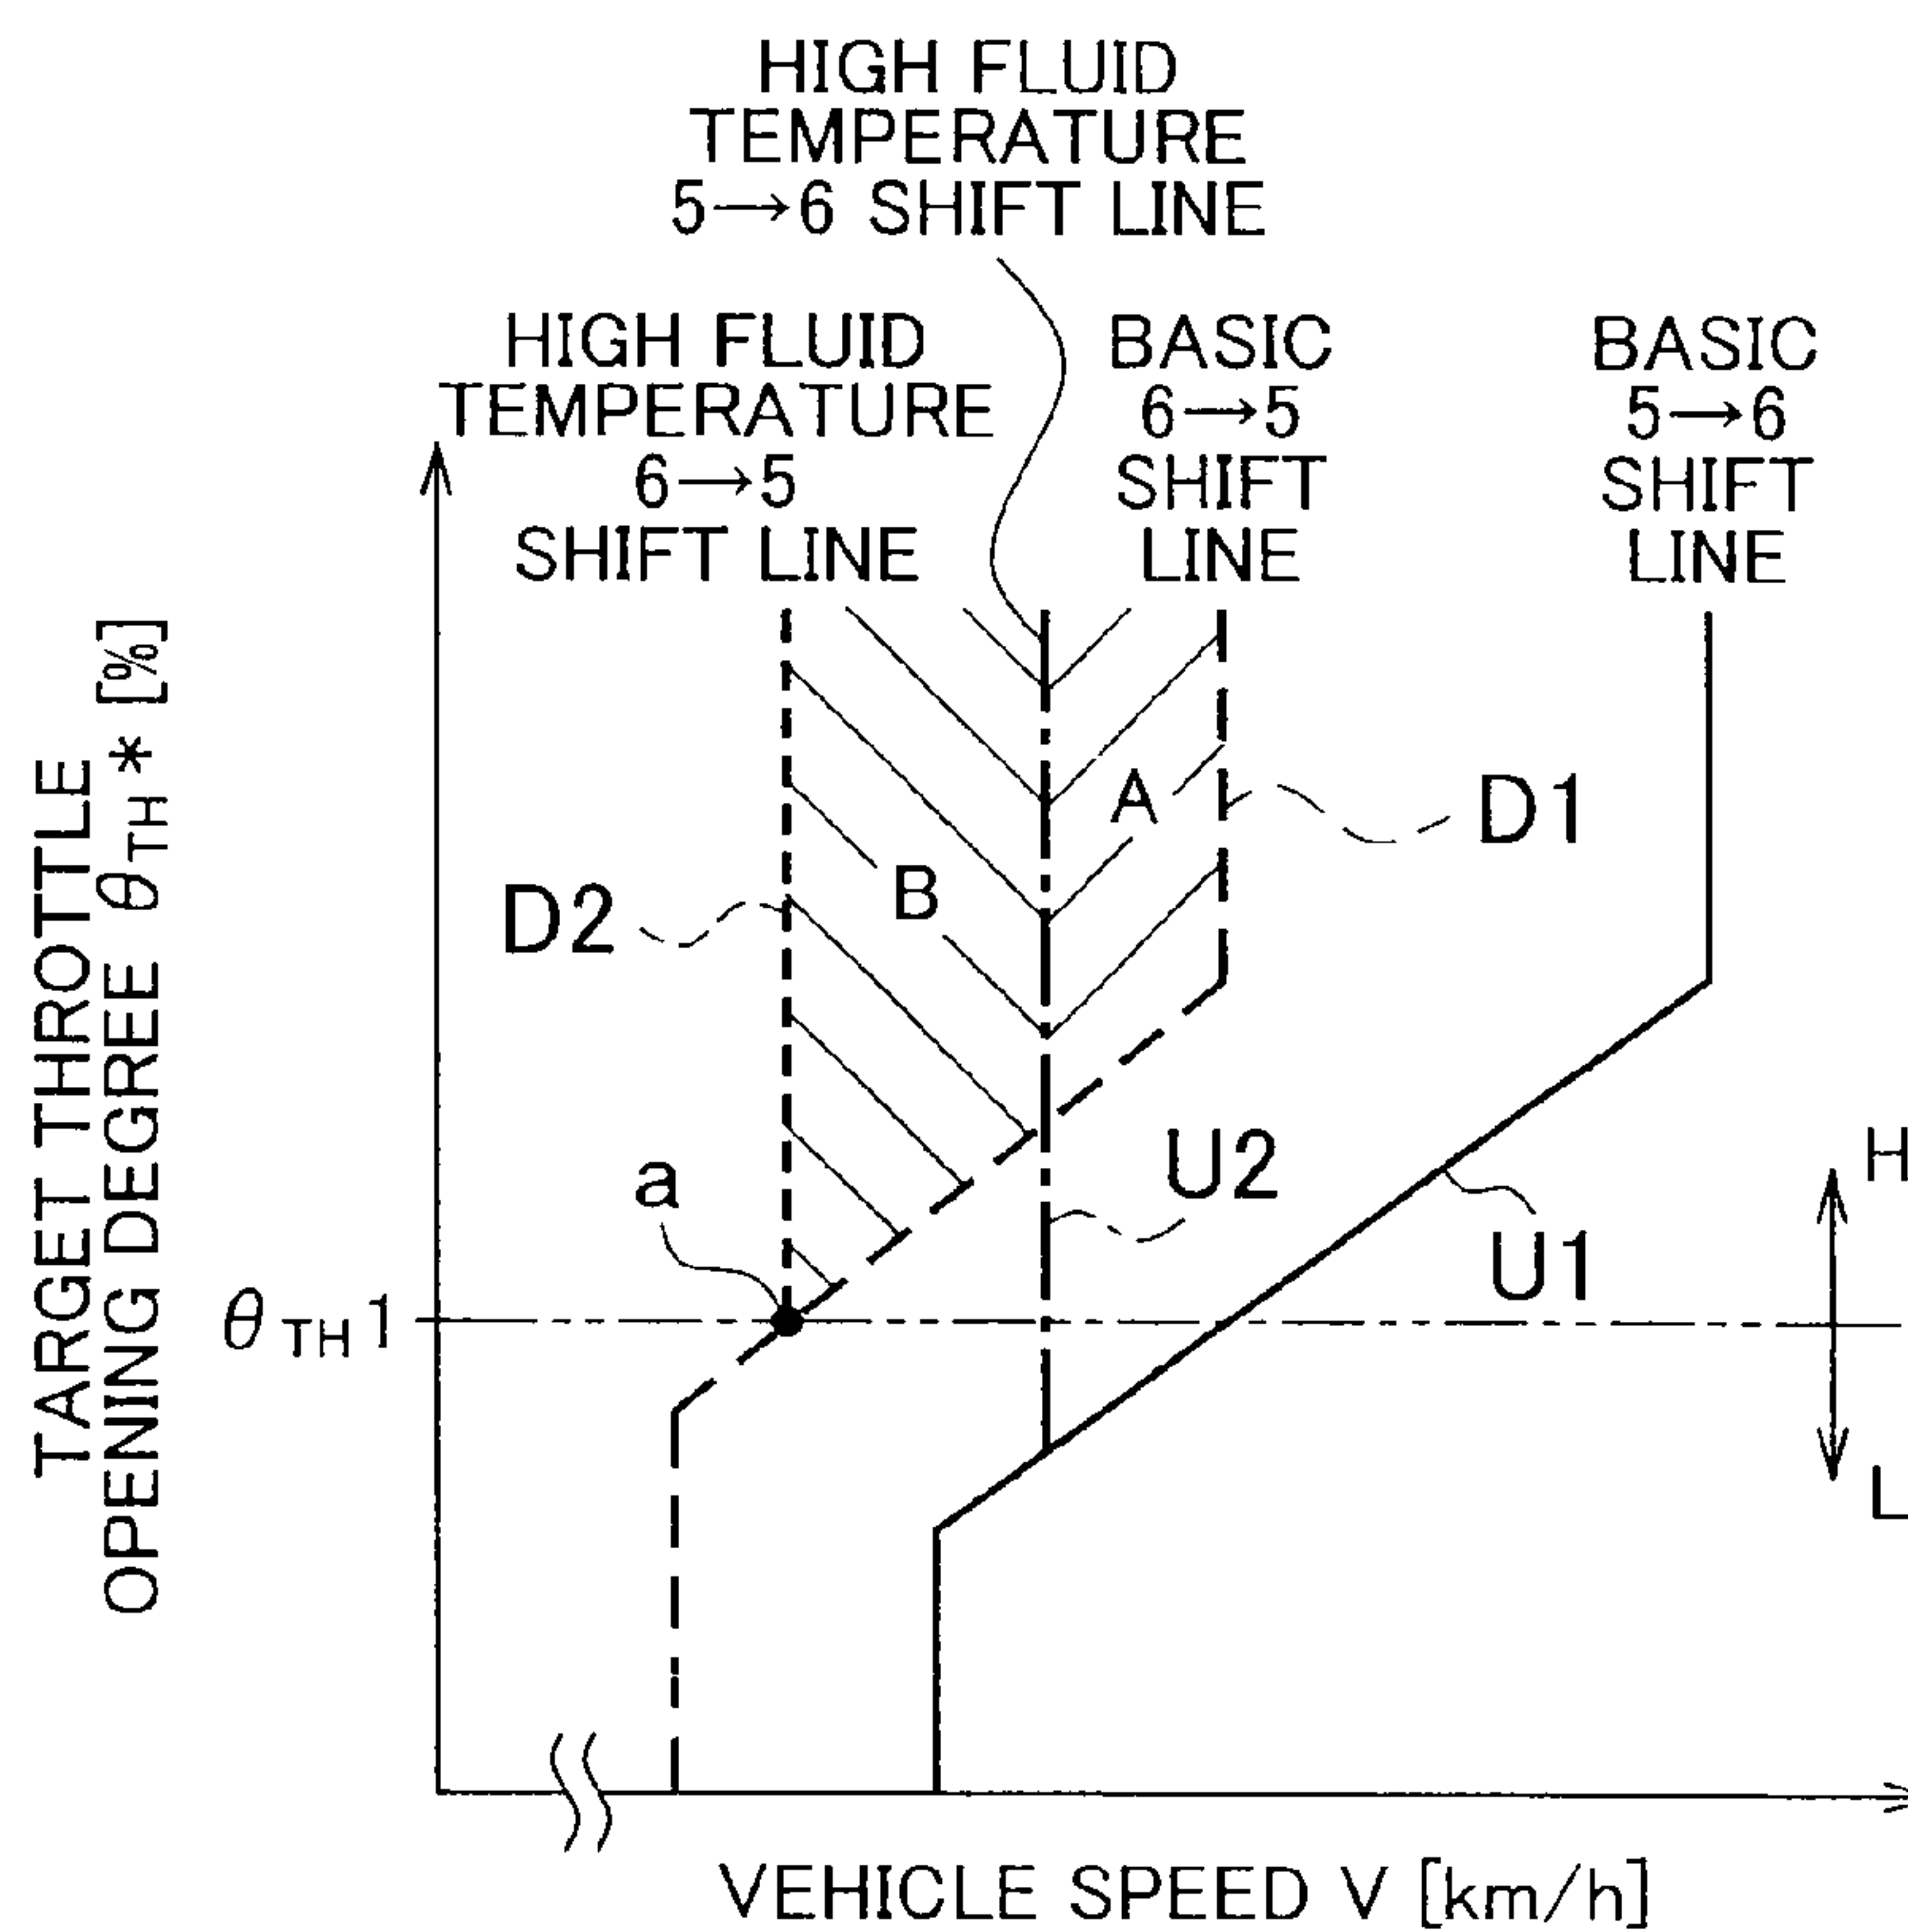 HIGH FLUID
TEMPERATURE
5→6 SHIFT LINE
HIGH FLUID
TEMPERATURE
6→5
SHIFT LINE
BASIC
6→5
SHIFT
LINE
BASIC
5→6
SHIFT
LINE
TARGET THROTTLE
OPENING DEGREE θTH* [%]
A
D1
B
D2
a
U2
H
U1
θTH1
L
VEHICLE SPEED V [km/h]